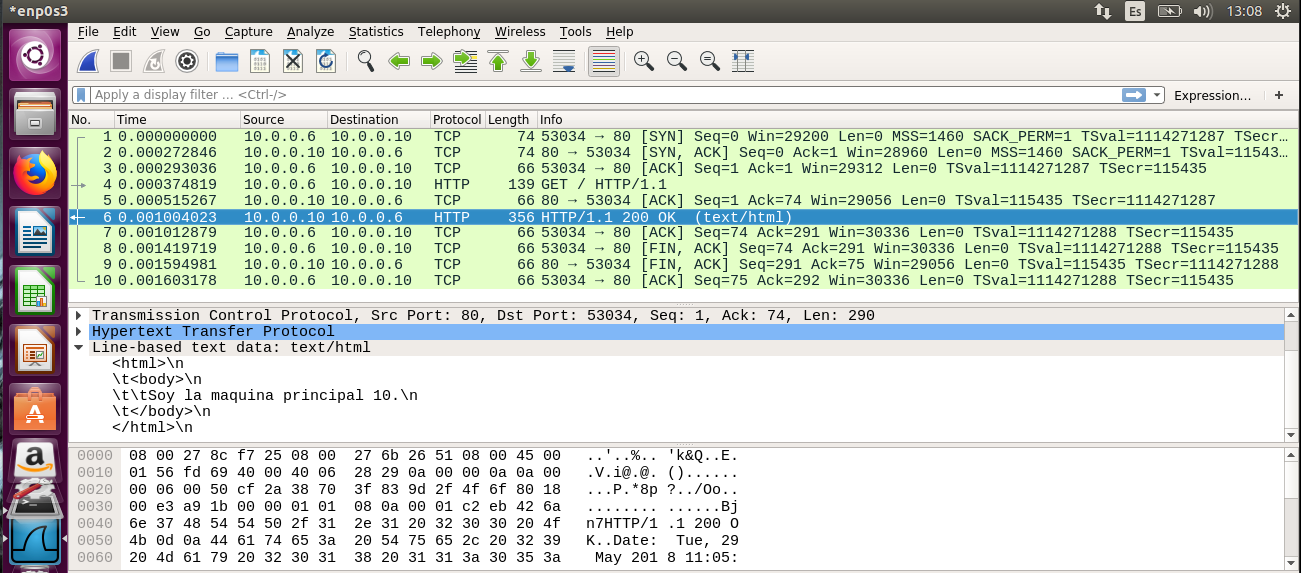 *enp0s3
Es
13:08
File Edit View Go Capture Analyze Statistics Telephony Wireless Tools Help
Apply a display filter ... <Ctrl-/>
Expression...
+
No. Time Source Destination Protocol Length Info
1 0.000000000 10.0.0.6 10.0.0.10 TCP 74 53034 → 80 [SYN] Seq=0 Win=29200 Len=0 MSS=1460 SACK_PERM=1 TSval=1114271287 TSecr...
2 0.000272846 10.0.0.10 10.0.0.6 TCP 74 80 → 53034 [SYN, ACK] Seq=0 Ack=1 Win=28960 Len=0 MSS=1460 SACK_PERM=1 TSval=11543...
3 0.000293036 10.0.0.6 10.0.0.10 TCP 66 53034 → 80 [ACK] Seq=1 Ack=1 Win=29312 Len=0 TSval=1114271287 TSecr=115435
4 0.000374819 10.0.0.6 10.0.0.10 HTTP 139 GET / HTTP/1.1
5 0.000515267 10.0.0.10 10.0.0.6 TCP 66 80 → 53034 [ACK] Seq=1 Ack=74 Win=29056 Len=0 TSval=115435 TSecr=1114271287
6 0.001004023 10.0.0.10 10.0.0.6 HTTP 356 HTTP/1.1 200 OK (text/html)
7 0.001012879 10.0.0.6 10.0.0.10 TCP 66 53034 → 80 [ACK] Seq=74 Ack=291 Win=30336 Len=0 TSval=1114271288 TSecr=115435
8 0.001419719 10.0.0.6 10.0.0.10 TCP 66 53034 → 80 [FIN, ACK] Seq=74 Ack=291 Win=30336 Len=0 TSval=1114271288 TSecr=115435
9 0.001594981 10.0.0.10 10.0.0.6 TCP 66 80 → 53034 [FIN, ACK] Seq=291 Ack=75 Win=29056 Len=0 TSval=115435 TSecr=1114271288
10 0.001603178 10.0.0.6 10.0.0.10 TCP 66 53034 → 80 [ACK] Seq=75 Ack=292 Win=30336 Len=0 TSval=1114271288 TSecr=115435
Transmission Control Protocol, Src Port: 80, Dst Port: 53034, Seq: 1, Ack: 74, Len: 290
Hypertext Transfer Protocol
Line-based text data: text/html
<html>\n
\t<body>\n
\t\tSoy la maquina principal 10.\n
\t</body>\n
</html>\n
0000 08 00 27 8c f7 25 08 00 27 6b 26 51 08 00 45 00 ..'..%.. 'k&Q..E.
0010 01 56 fd 69 40 00 40 06 28 29 0a 00 00 0a 0a 00 .V.i@.@. ()......
0020 00 06 00 50 cf 2a 38 70 3f 83 9d 2f 4f 6f 80 18 ...P.*8p ?../Oo..
0030 00 e3 a9 1b 00 00 01 01 08 0a 00 01 c2 eb 42 6a ........ ......Bj
0040 6e 37 48 54 54 50 2f 31 2e 31 20 32 30 30 20 4f n7HTTP/1 .1 200 O
0050 4b 0d 0a 44 61 74 65 3a 20 54 75 65 2c 20 32 39 K..Date: Tue, 29
0060 20 4d 61 79 20 32 30 31 38 20 31 31 3a 30 35 3a May 201 8 11:05: